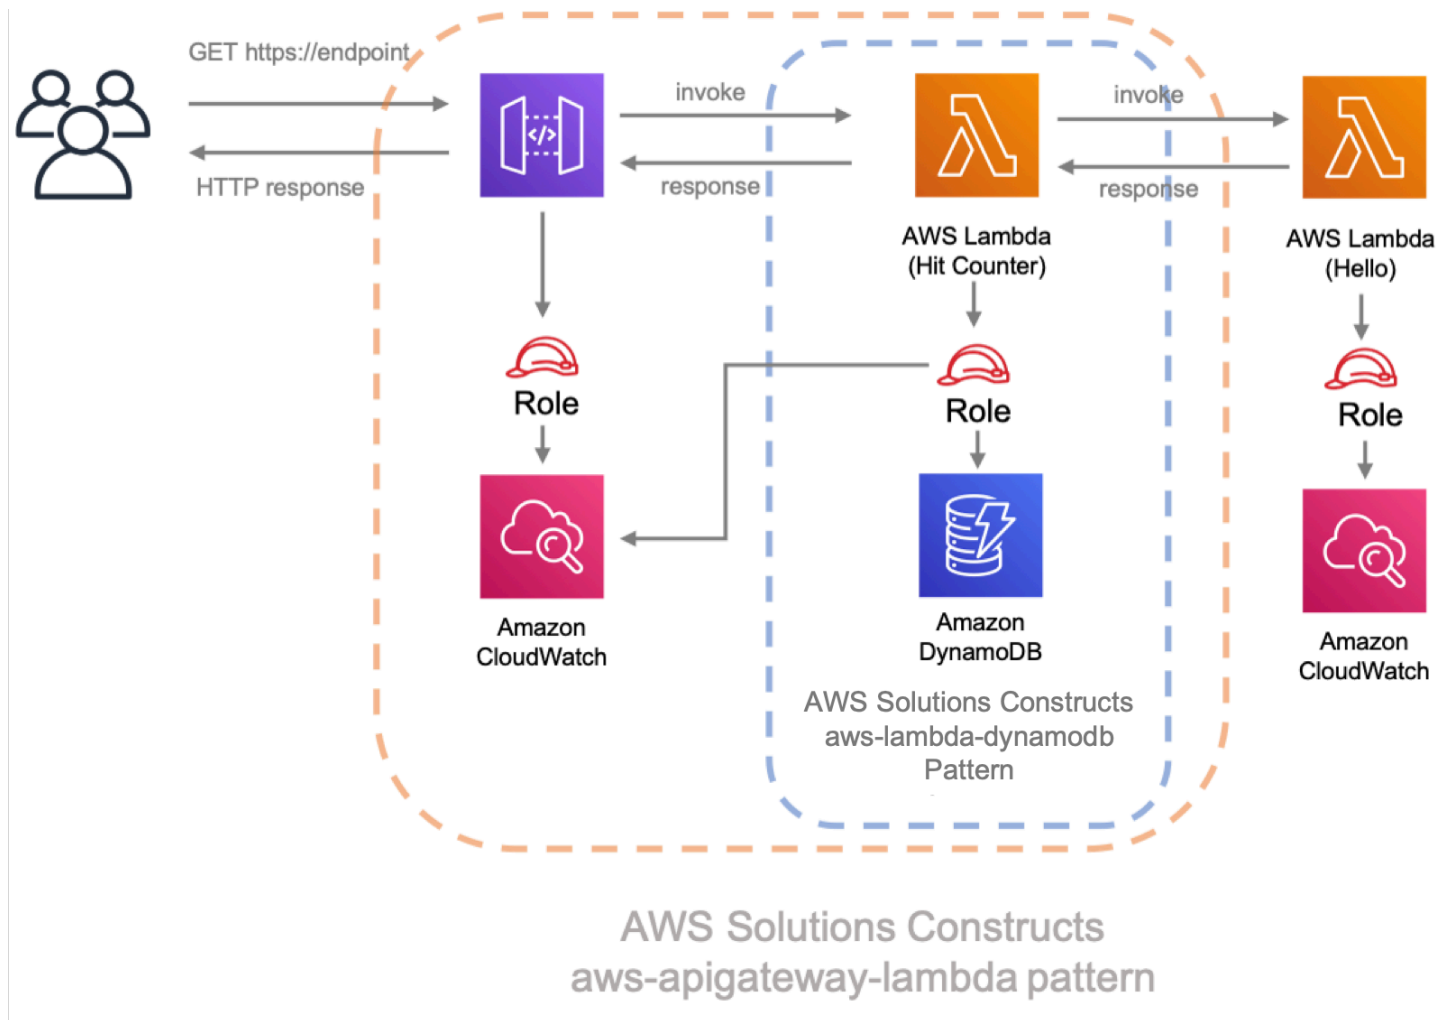 GET https://endpoint
HTTP response
invoke
response
invoke
response
AWS Lambda
(Hit Counter)
AWS Lambda
(Hello)
Role
Role
Role
Amazon
CloudWatch
Amazon
DynamoDB
Amazon
CloudWatch
AWS Solutions Constructs
aws-lambda-dynamodb
Pattern
AWS Solutions Constructs
aws-apigateway-lambda pattern